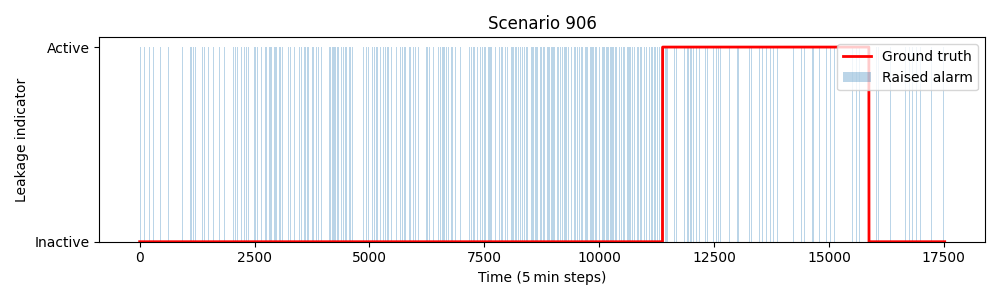 Scenario 906
Active
Inactive
Leakage indicator
Ground truth
Raised alarm
0 2500 5000 7500 10000 12500 15000 17500
Time (5 min steps)